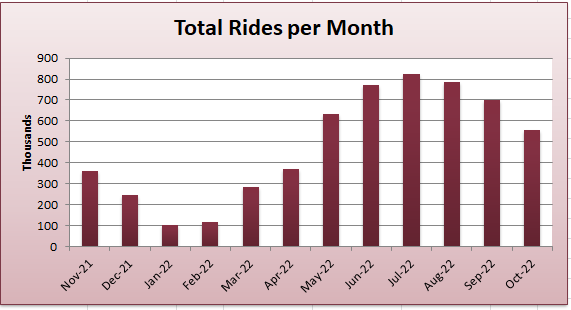 Total Rides per Month
Thousands
900
800
700
600
500
400
300
200
100
0
Nov-21
Dec-21
Jan-22
Feb-22
Mar-22
Apr-22
May-22
Jun-22
Jul-22
Aug-22
Sep-22
Oct-22